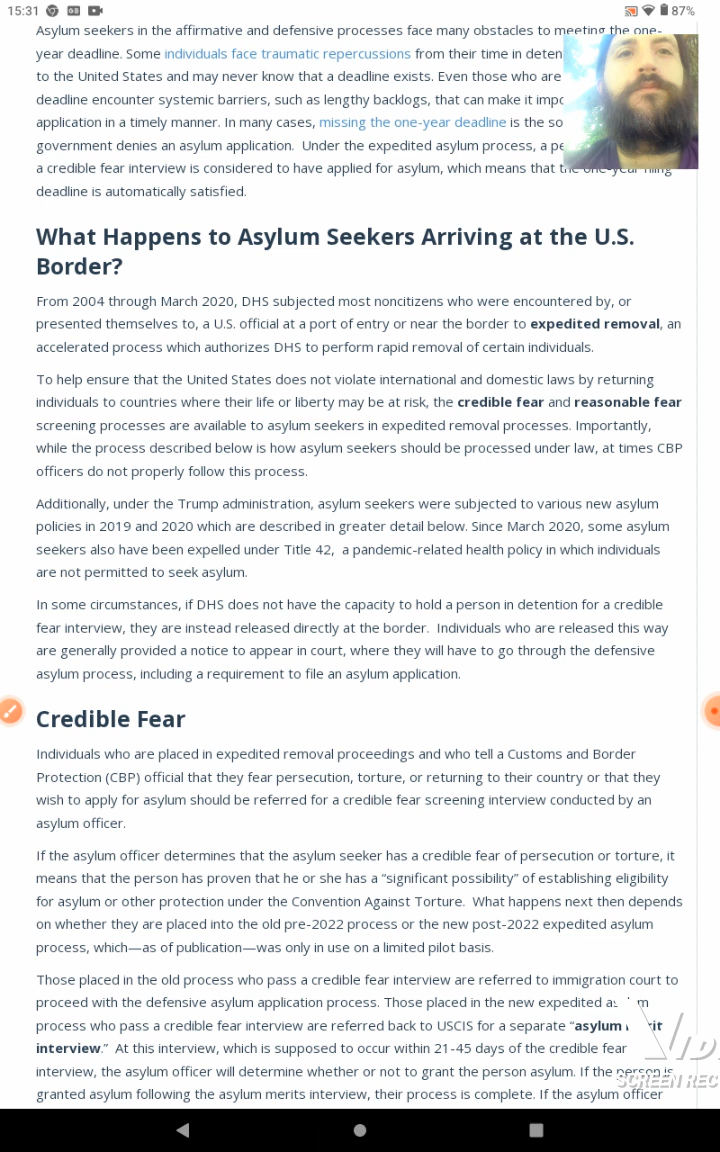 15:31
87%
Asylum seekers in the affirmative and defensive processes face many obstacles to meeting the one-
year deadline. Some individuals face traumatic repercussions from their time in
to the United States and may never know that a deadline exists. Even those who are
deadline encounter systemic barriers, such as lengthy backlogs, that can make it
application in a timely manner. In many cases, missing the one-year deadline is the
government denies an asylum application. Under the expedited asylum process, a
a credible fear interview is considered to have applied for asylum, which means that the one-year filing
deadline is automatically satisfied.
What Happens to Asylum Seekers Arriving at the U.S.
Border?
From 2004 through March 2020, DHS subjected most noncitizens who were encountered by, or
presented themselves to, a U.S. official at a port of entry or near the border to expedited removal, an
accelerated process which authorizes DHS to perform rapid removal of certain individuals.
To help ensure that the United States does not violate international and domestic laws by returning
individuals to countries where their life or liberty may be at risk, the credible fear and reasonable fear
screening processes are available to asylum seekers in expedited removal processes. Importantly,
while the process described below is how asylum seekers should be processed under law, at times CBP
officers do not properly follow this process.
Additionally, under the Trump administration, asylum seekers were subjected to various new asylum
policies in 2019 and 2020 which are described in greater detail below. Since March 2020, some asylum
seekers also have been expelled under Title 42, a pandemic-related health policy in which individuals
are not permitted to seek asylum.
In some circumstances, if DHS does not have the capacity to hold a person in detention for a credible
fear interview, they are instead released directly at the border. Individuals who are released this way
are generally provided a notice to appear in court, where they will have to go through the defensive
asylum process, including a requirement to file an asylum application.
Credible Fear
Individuals who are placed in expedited removal proceedings and who tell a Customs and Border
Protection (CBP) official that they fear persecution, torture, or returning to their country or that they
wish to apply for asylum should be referred for a credible fear screening interview conducted by an
asylum officer.
If the asylum officer determines that the asylum seeker has a credible fear of persecution or torture, it
means that the person has proven that he or she has a “significant possibility” of establishing eligibility
for asylum or other protection under the Convention Against Torture. What happens next then depends
on whether they are placed into the old pre-2022 process or the new post-2022 expedited asylum
process, which—as of publication—was only in use on a limited pilot basis.
Those placed in the old process who pass a credible fear interview are referred to immigration court to
proceed with the defensive asylum application process. Those placed in the new expedited asylum
process who pass a credible fear interview are referred back to USCIS for a separate “asylum merit
interview.” At this interview, which is supposed to occur within 21-45 days of the credible fear
interview, the asylum officer will determine whether or not to grant the person asylum. If the person is
granted asylum following the asylum merits interview, their process is complete. If the asylum officer
SCREEN REC